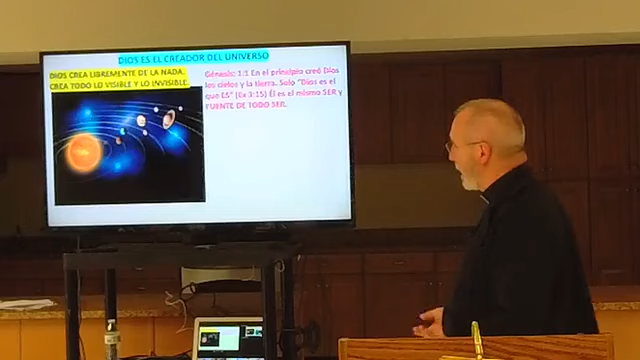 DIOS ES EL CREADOR DEL UNIVERSO
DIOS CREA LIBREMENTE DE LA NADA.
CREA TODO LO VISIBLE Y LO INVISIBLE.
Génesis: 1:1 En el principio creó Dios
los cielos y la tierra. Solo "Dios es el
que ES" (Ex 3:15) Él es el mismo SER y
FUENTE DE TODO SER.